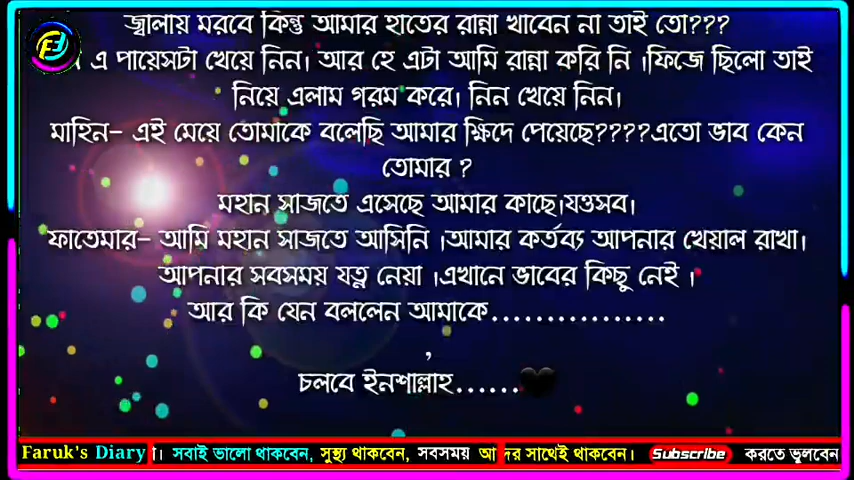 জ্বালায় মরবে কিন্তু আমার হাতের রান্না খাবেন না তাই তো???
এ পায়েসটা খেয়ে নিন। আর হে এটা আমি রান্না করি নি ।ফিজে ছিলো তাই
নিয়ে এলাম গরম করে। নিন খেয়ে নিন।
মাহিন- এই মেয়ে তোমাকে বলেছি আমার ক্ষিদে পেয়েছে????এতো ভাব কেন
তোমার ?
মহান সাজতে এসেছে আমার কাছে।যত্তসব।
ফাতেমার- আমি মহান সাজতে আসিনি ।আমার কর্তব্য আপনার খেয়াল রাখা।
আপনার সবসময় যত্ন নেয়া ।এখানে ভাবের কিছু নেই ।
আর কি যেন বললেন আমাকে................
,
চলবে ইনশাল্লাহ......🖤
Faruk's Diary সবাই ভালো থাকবেন, সুস্থ্য থাকবেন, সবসময় সাথেই থাকবেন। Subscribe করতে ভুলবেন